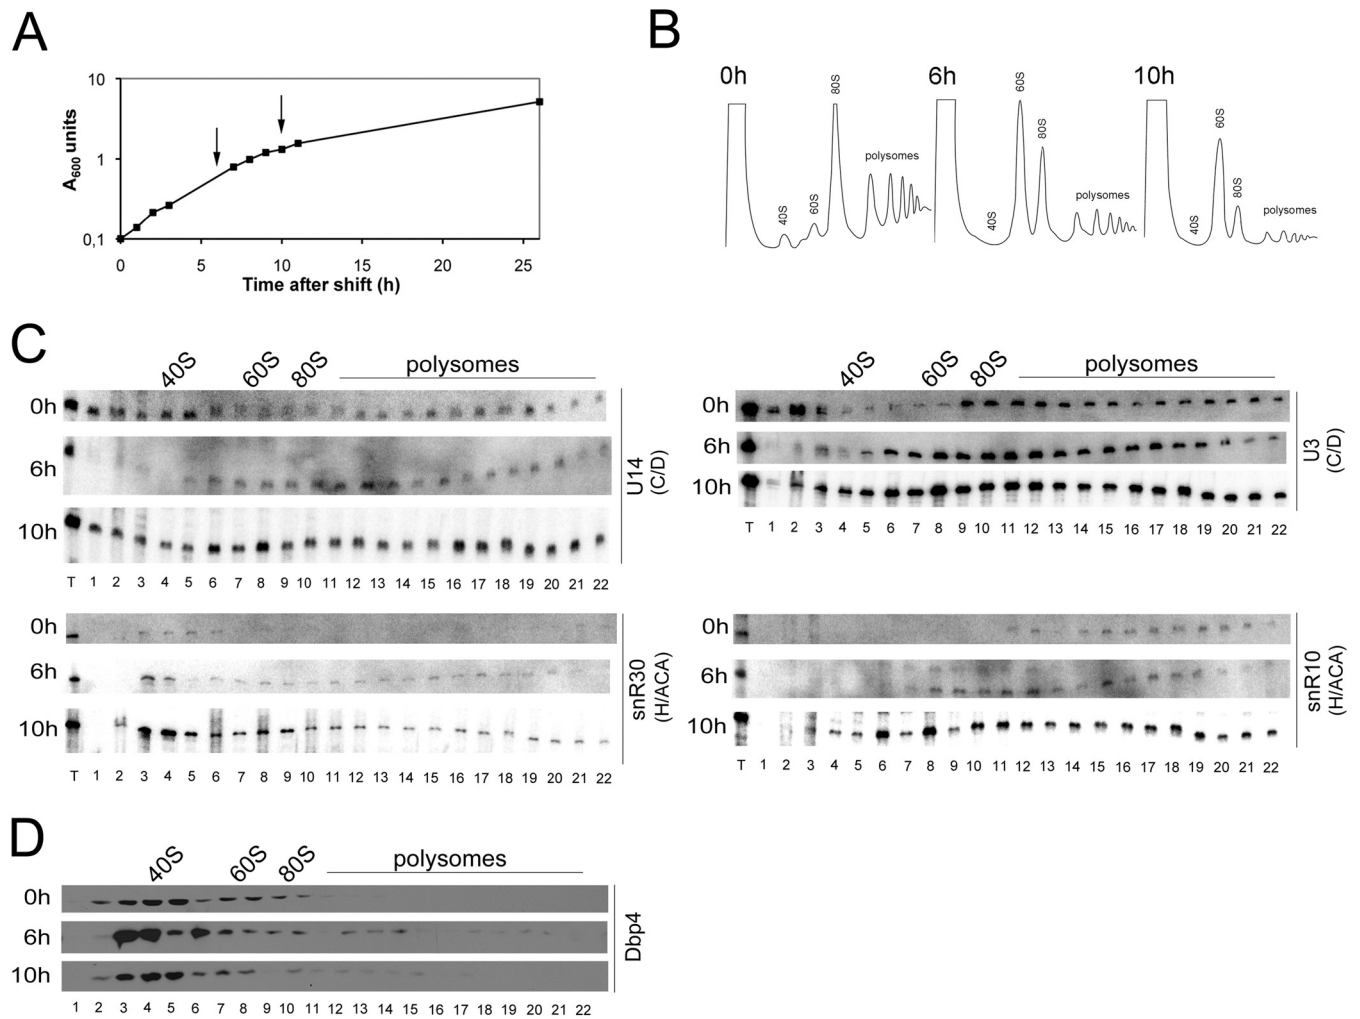 A
10
1
0,1
A600 units
0 5 10 15 20 25
Time after shift (h)
B
0h 6h 10h
40S 60S 80S polysomes
40S 60S 80S polysomes
40S 60S 80S polysomes
C
40S 60S 80S polysomes
0h
6h
10h
U14
(C/D)
T 1 2 3 4 5 6 7 8 9 10 11 12 13 14 15 16 17 18 19 20 21 22
40S 60S 80S polysomes
0h
6h
10h
U3
(C/D)
T 1 2 3 4 5 6 7 8 9 10 11 12 13 14 15 16 17 18 19 20 21 22
0h
6h
10h
snR30
(H/ACA)
T 1 2 3 4 5 6 7 8 9 10 11 12 13 14 15 16 17 18 19 20 21 22
0h
6h
10h
snR10
(H/ACA)
T 1 2 3 4 5 6 7 8 9 10 11 12 13 14 15 16 17 18 19 20 21 22
D
40S 60S 80S polysomes
0h
6h
10h
Dbp4
1 2 3 4 5 6 7 8 9 10 11 12 13 14 15 16 17 18 19 20 21 22